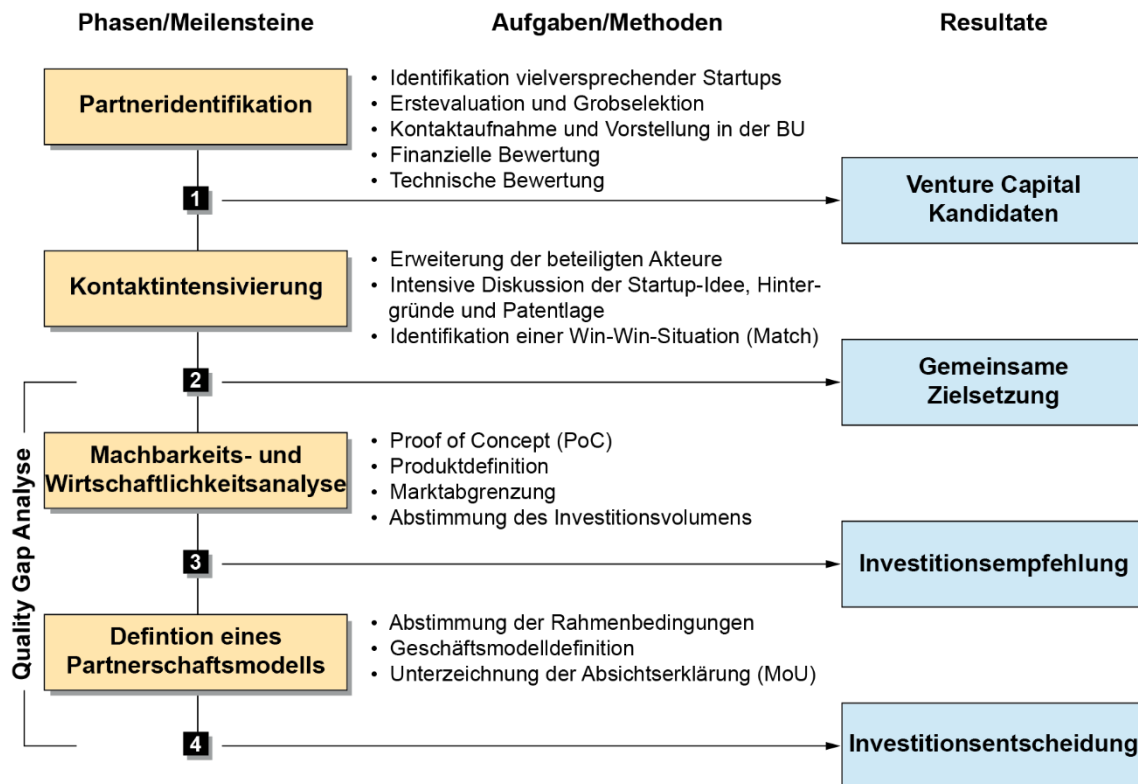 Phasen/Meilensteine
Aufgaben/Methoden
Resultate
Partneridentifikation
• Identifikation vielversprechender Startups
• Erstevaluation und Grobselektion
• Kontaktaufnahme und Vorstellung in der BU
• Finanzielle Bewertung
• Technische Bewertung
1
Venture Capital
Kandidaten
Kontaktintensivierung
• Erweiterung der beteiligten Akteure
• Intensive Diskussion der Startup-Idee, Hinter-
gründe und Patentlage
• Identifikation einer Win-Win-Situation (Match)
2
Gemeinsame
Zielsetzung
Quality Gap Analyse
Machbarkeits- und
Wirtschaftlichkeitsanalyse
• Proof of Concept (PoC)
• Produktdefinition
• Marktabgrenzung
• Abstimmung des Investitionsvolumens
3
Investitionsempfehlung
Defintion eines
Partnerschaftsmodells
• Abstimmung der Rahmenbedingungen
• Geschäftsmodelldefinition
• Unterzeichnung der Absichtserklärung (MoU)
4
Investitionsentscheidung